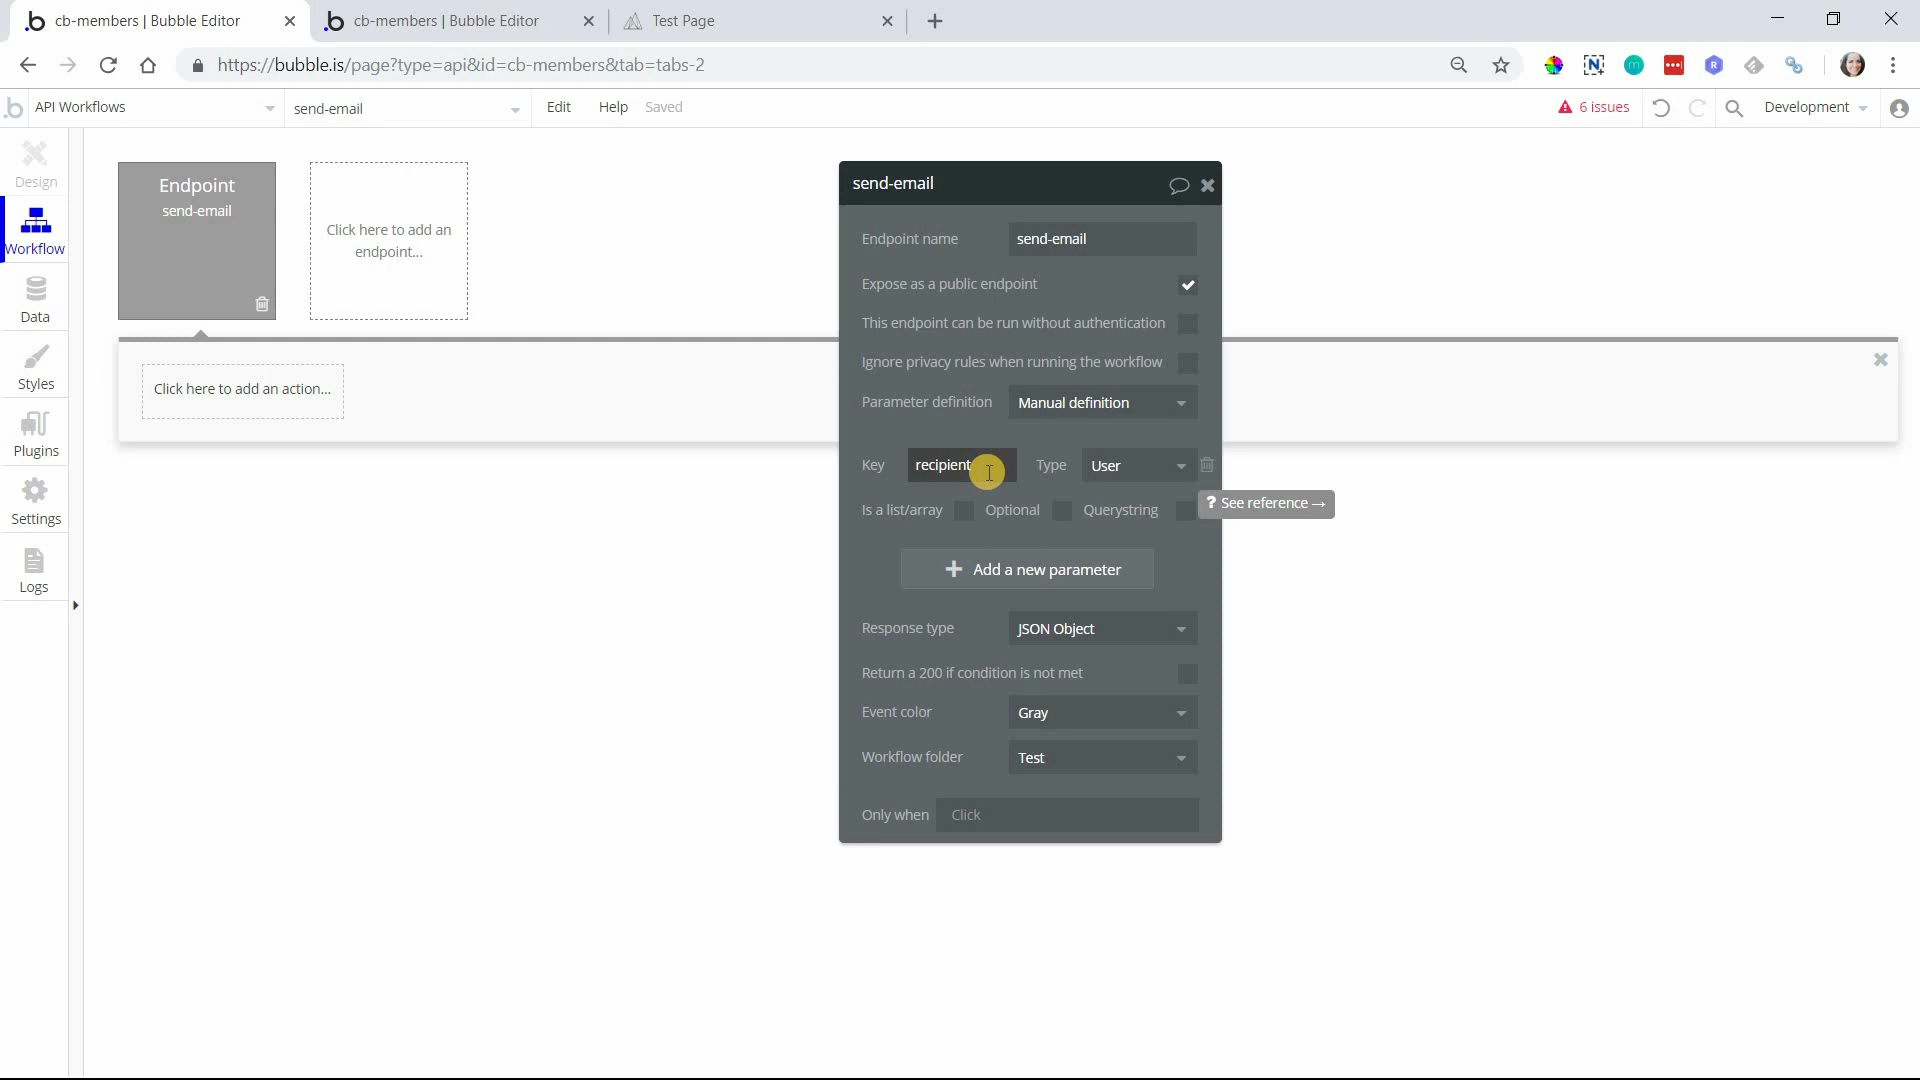 cb-members | Bubble Editor
cb-members | Bubble Editor
Test Page
https://bubble.is/page?type=api&id=cb-members&tab=tabs-2
API Workflows
send-email
Edit
Help
Saved
6 issues
Development
Design
Workflow
Data
Styles
Plugins
Settings
Logs
Endpoint
send-email
Click here to add an
endpoint...
Click here to add an action...
send-email
Endpoint name
send-email
Expose as a public endpoint
This endpoint can be run without authentication
Ignore privacy rules when running the workflow
Parameter definition
Manual definition
Key
recipient
Type
User
Is a list/array
Optional
Querystring
? See reference →
Add a new parameter
Response type
JSON Object
Return a 200 if condition is not met
Event color
Gray
Workflow folder
Test
Only when
Click